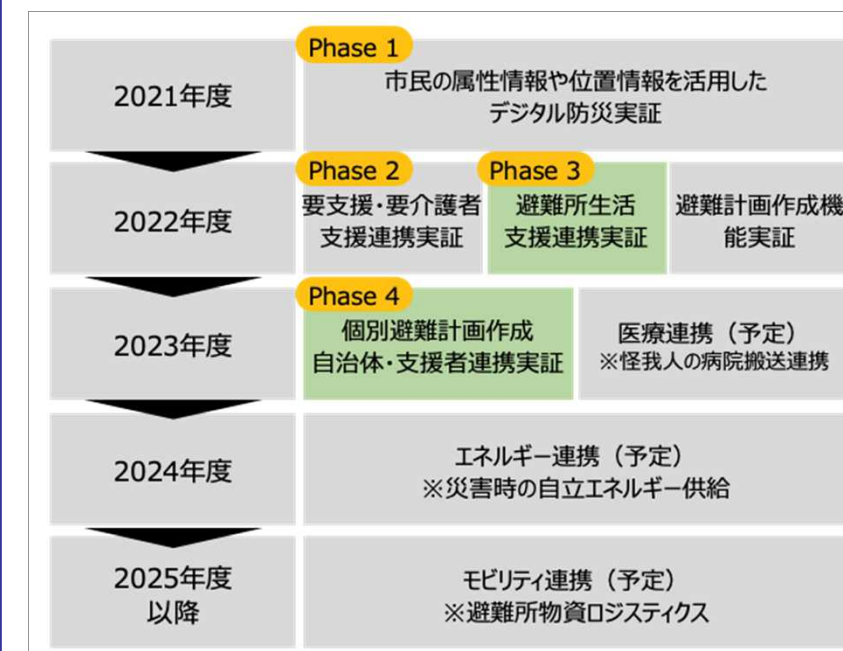 Phase 1
2021年度
市民の属性情報や位置情報を活用した
デジタル防災実証
Phase 2
Phase 3
2022年度
要支援・要介護者
支援連携実証
避難所生活
支援連携実証
避難計画作成機
能実証
Phase 4
2023年度
個別避難計画作成
自治体・支援者連携実証
医療連携（予定）
※怪我人の病院搬送連携
2024年度
エネルギー連携（予定）
※災害時の自立エネルギー供給
2025年度
以降
モビリティ連携（予定）
※避難所物資ロジスティクス